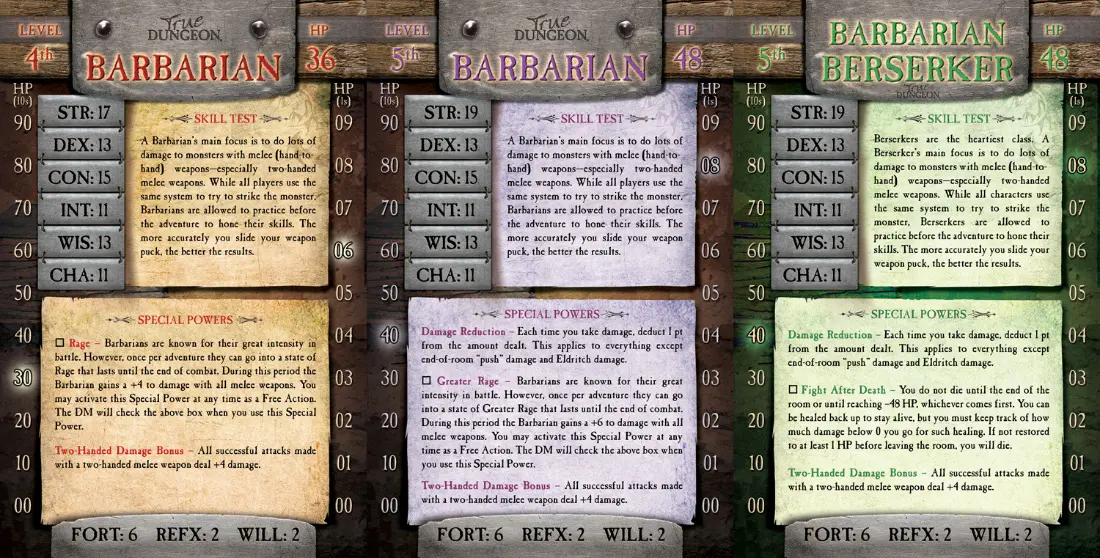 LEVEL
4th
True
DUNGEON
BARBARIAN
HP
36
HP
(10s)
90
80
70
60
50
40
30
20
10
00
STR: 17
DEX: 13
CON: 15
INT: 11
WIS: 13
CHA: 11
SKILL TEST
A Barbarian's main focus is to do lots of
damage to monsters with melee (hand-to-
hand) weapons—especially two-handed
melee weapons. While all players use the
same system to try to strike the monster,
Barbarians are allowed to practice before
the adventure to hone their skills. The
more accurately you slide your weapon
puck, the better the results.
SPECIAL POWERS
☐ Rage – Barbarians are known for their great intensity in
battle. However, once per adventure they can go into a state of
Rage that lasts until the end of combat. During this period the
Barbarian gains a +4 to damage with all melee weapons. You
may activate this Special Power at any time as a Free Action.
The DM will check the above box when you use this Special
Power.
Two-Handed Damage Bonus – All successful attacks made
with a two-handed melee weapon deal +4 damage.
HP
(1s)
09
08
07
06
05
04
03
02
01
00
FORT: 6 REFX: 2 WILL: 2
LEVEL
5th
True
DUNGEON
BARBARIAN
HP
48
HP
(10s)
90
80
70
60
50
40
30
20
10
00
STR: 19
DEX: 13
CON: 15
INT: 11
WIS: 13
CHA: 11
SKILL TEST
A Barbarian's main focus is to do lots of
damage to monsters with melee (hand-to-
hand) weapons—especially two-handed
melee weapons. While all players use the
same system to try to strike the monster,
Barbarians are allowed to practice before
the adventure to hone their skills. The
more accurately you slide your weapon
puck, the better the results.
SPECIAL POWERS
Damage Reduction – Each time you take damage, deduct 1 pt
from the amount dealt. This applies to everything except
end-of-room "push" damage and Eldritch damage.
☐ Greater Rage – Barbarians are known for their great
intensity in battle. However, once per adventure they can go
into a state of Greater Rage that lasts until the end of combat.
During this period the Barbarian gains a +6 to damage with all
melee weapons. You may activate this Special Power at any
time as a Free Action. The DM will check the above box when
you use this Special Power.
Two-Handed Damage Bonus – All successful attacks made
with a two-handed melee weapon deal +4 damage.
HP
(1s)
09
08
07
06
05
04
03
02
01
00
FORT: 6 REFX: 2 WILL: 2
LEVEL
5th
BARBARIAN
BERSERKER
True
DUNGEON
HP
48
HP
(10s)
90
80
70
60
50
40
30
20
10
00
STR: 19
DEX: 13
CON: 15
INT: 11
WIS: 13
CHA: 11
SKILL TEST
Berserkers are the heartiest class. A
Berserker's main focus is to do lots of
damage to monsters with melee (hand-to-
hand) weapons—especially two-handed
melee weapons. While all characters use
the same system to try to strike the
monster, Berserkers are allowed to
practice before the adventure to hone their
skills. The more accurately you slide your
weapon puck, the better the results.
SPECIAL POWERS
Damage Reduction – Each time you take damage, deduct 1 pt
from the amount dealt. This applies to everything except
end-of-room "push" damage and Eldritch damage.
☐ Fight After Death – You do not die until the end of the
room or until reaching -48 HP, whichever comes first. You can
be healed back up to stay alive, but you must keep track of how
much damage below 0 you go for such healing. If not restored
to at least 1 HP before leaving the room, you will die.
Two-Handed Damage Bonus – All successful attacks made
with a two-handed melee weapon deal +4 damage.
HP
(1s)
09
08
07
06
05
04
03
02
01
00
FORT: 6 REFX: 2 WILL: 2